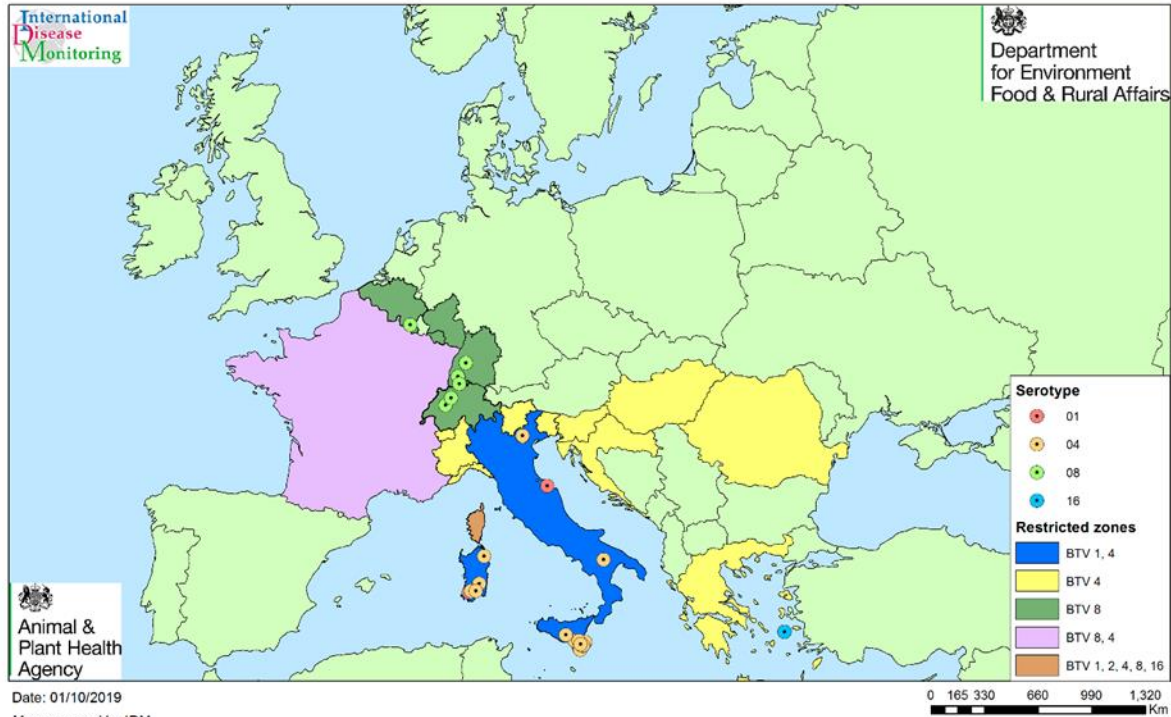 International
Disease
Monitoring
Department
for Environment
Food & Rural Affairs
Serotype
01
04
08
16
Restricted zones
BTV 1, 4
BTV 4
BTV 8
BTV 8, 4
BTV 1, 2, 4, 8, 16
Animal &
Plant Health
Agency
Date: 01/10/2019
0 165 330 660 990 1,320
Km